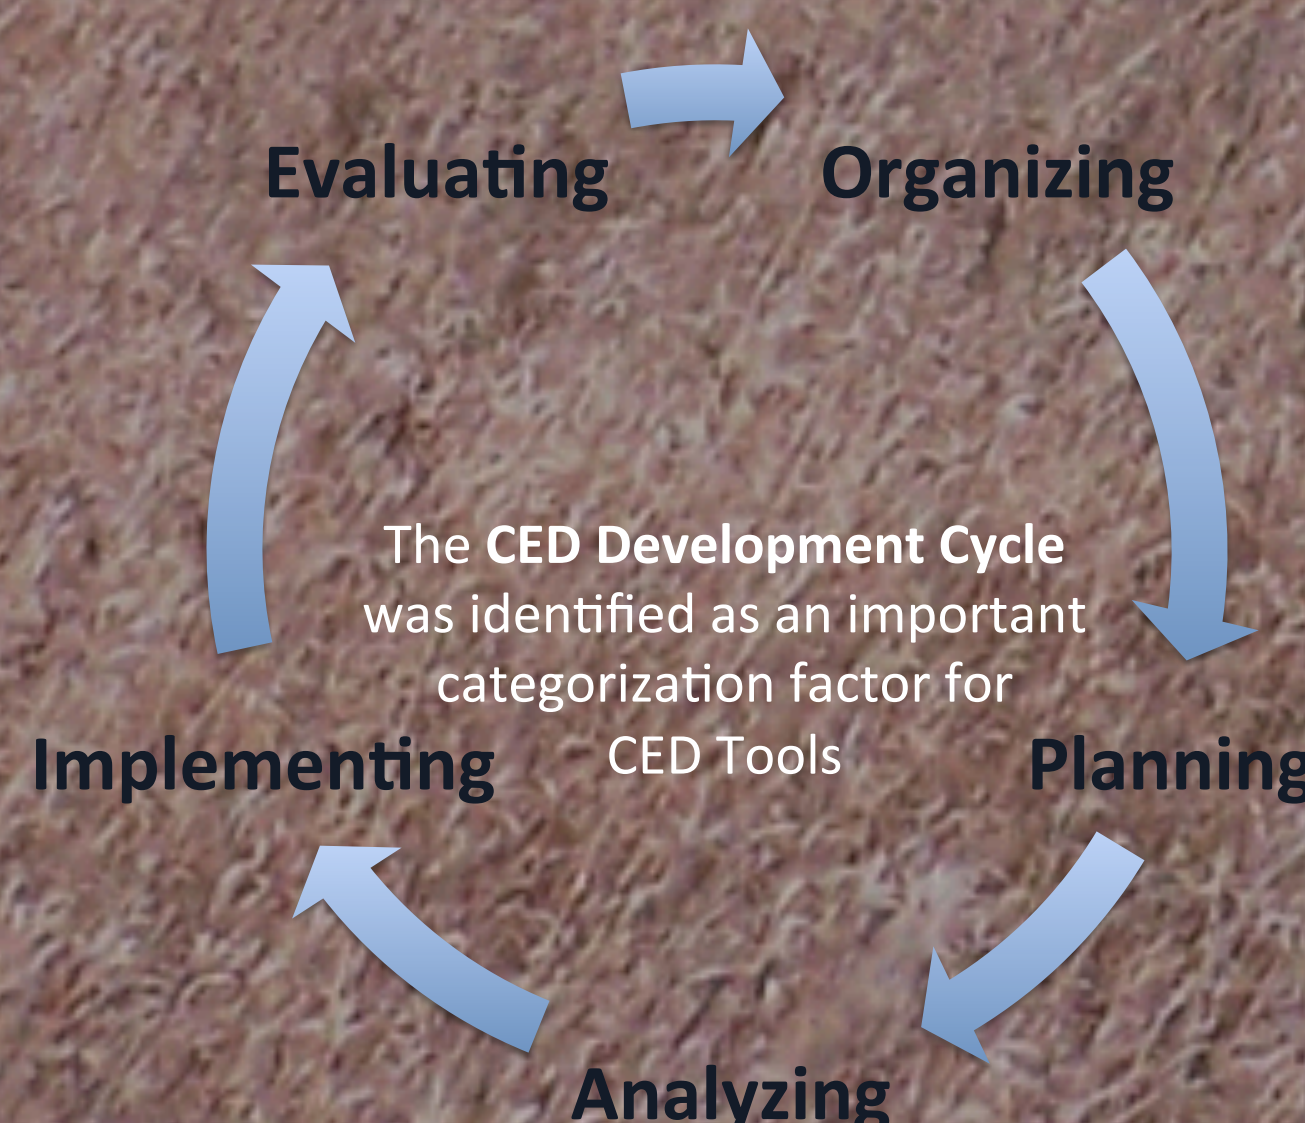 Evaluating
Organizing
The CED Development Cycle
was identified as an important
categorization factor for
CED Tools
Implementing
Planning
Analyzing